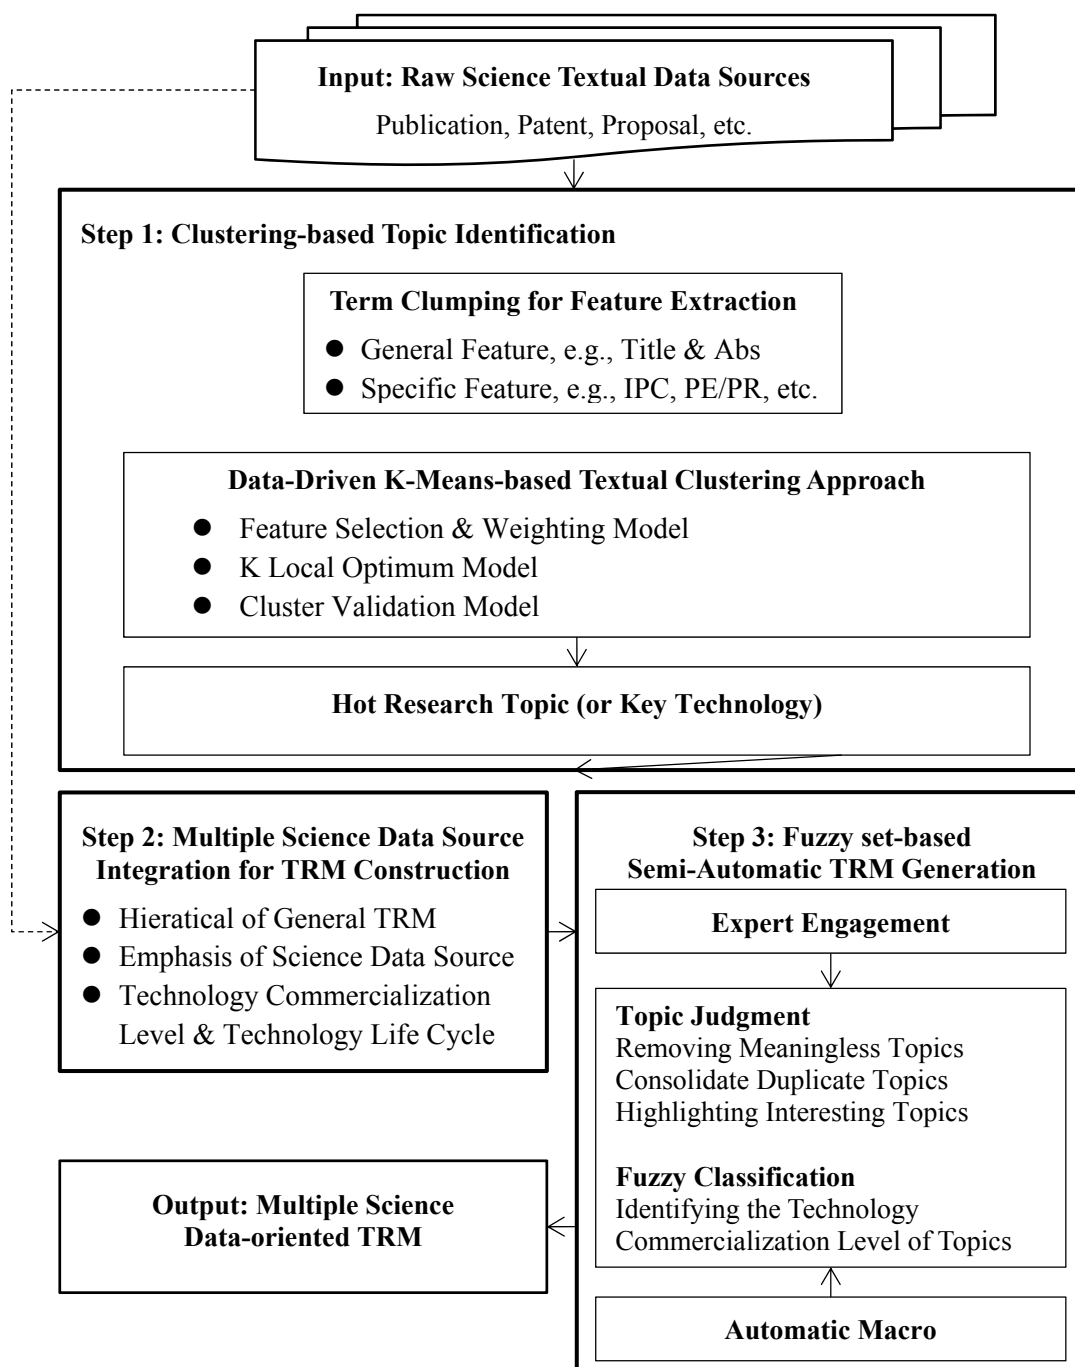 Input: Raw Science Textual Data Sources
Publication, Patent, Proposal, etc.
Step 1: Clustering-based Topic Identification
Term Clumping for Feature Extraction
● General Feature, e.g., Title & Abs
● Specific Feature, e.g., IPC, PE/PR, etc.
Data-Driven K-Means-based Textual Clustering Approach
● Feature Selection & Weighting Model
● K Local Optimum Model
● Cluster Validation Model
Hot Research Topic (or Key Technology)
Step 2: Multiple Science Data Source
Integration for TRM Construction
● Hieratical of General TRM
● Emphasis of Science Data Source
● Technology Commercialization
Level & Technology Life Cycle
Step 3: Fuzzy set-based
Semi-Automatic TRM Generation
Expert Engagement
Topic Judgment
Removing Meaningless Topics
Consolidate Duplicate Topics
Highlighting Interesting Topics
Fuzzy Classification
Identifying the Technology
Commercialization Level of Topics
Automatic Macro
Output: Multiple Science
Data-oriented TRM